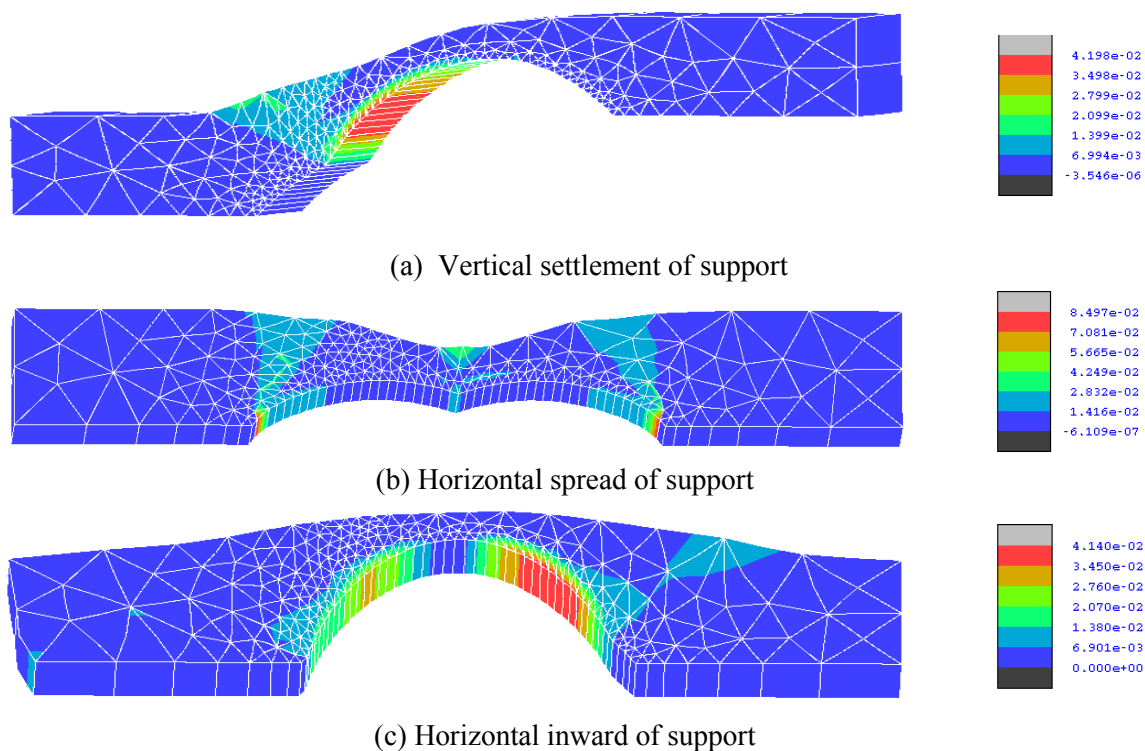 4.198e-02
3.498e-02
2.799e-02
2.099e-02
1.399e-02
6.994e-03
-3.546e-06
(a) Vertical settlement of support
8.497e-02
7.081e-02
5.665e-02
4.249e-02
2.832e-02
1.416e-02
-6.109e-07
(b) Horizontal spread of support
4.140e-02
3.450e-02
2.760e-02
2.070e-02
1.380e-02
6.901e-03
0.000e+00
(c) Horizontal inward of support